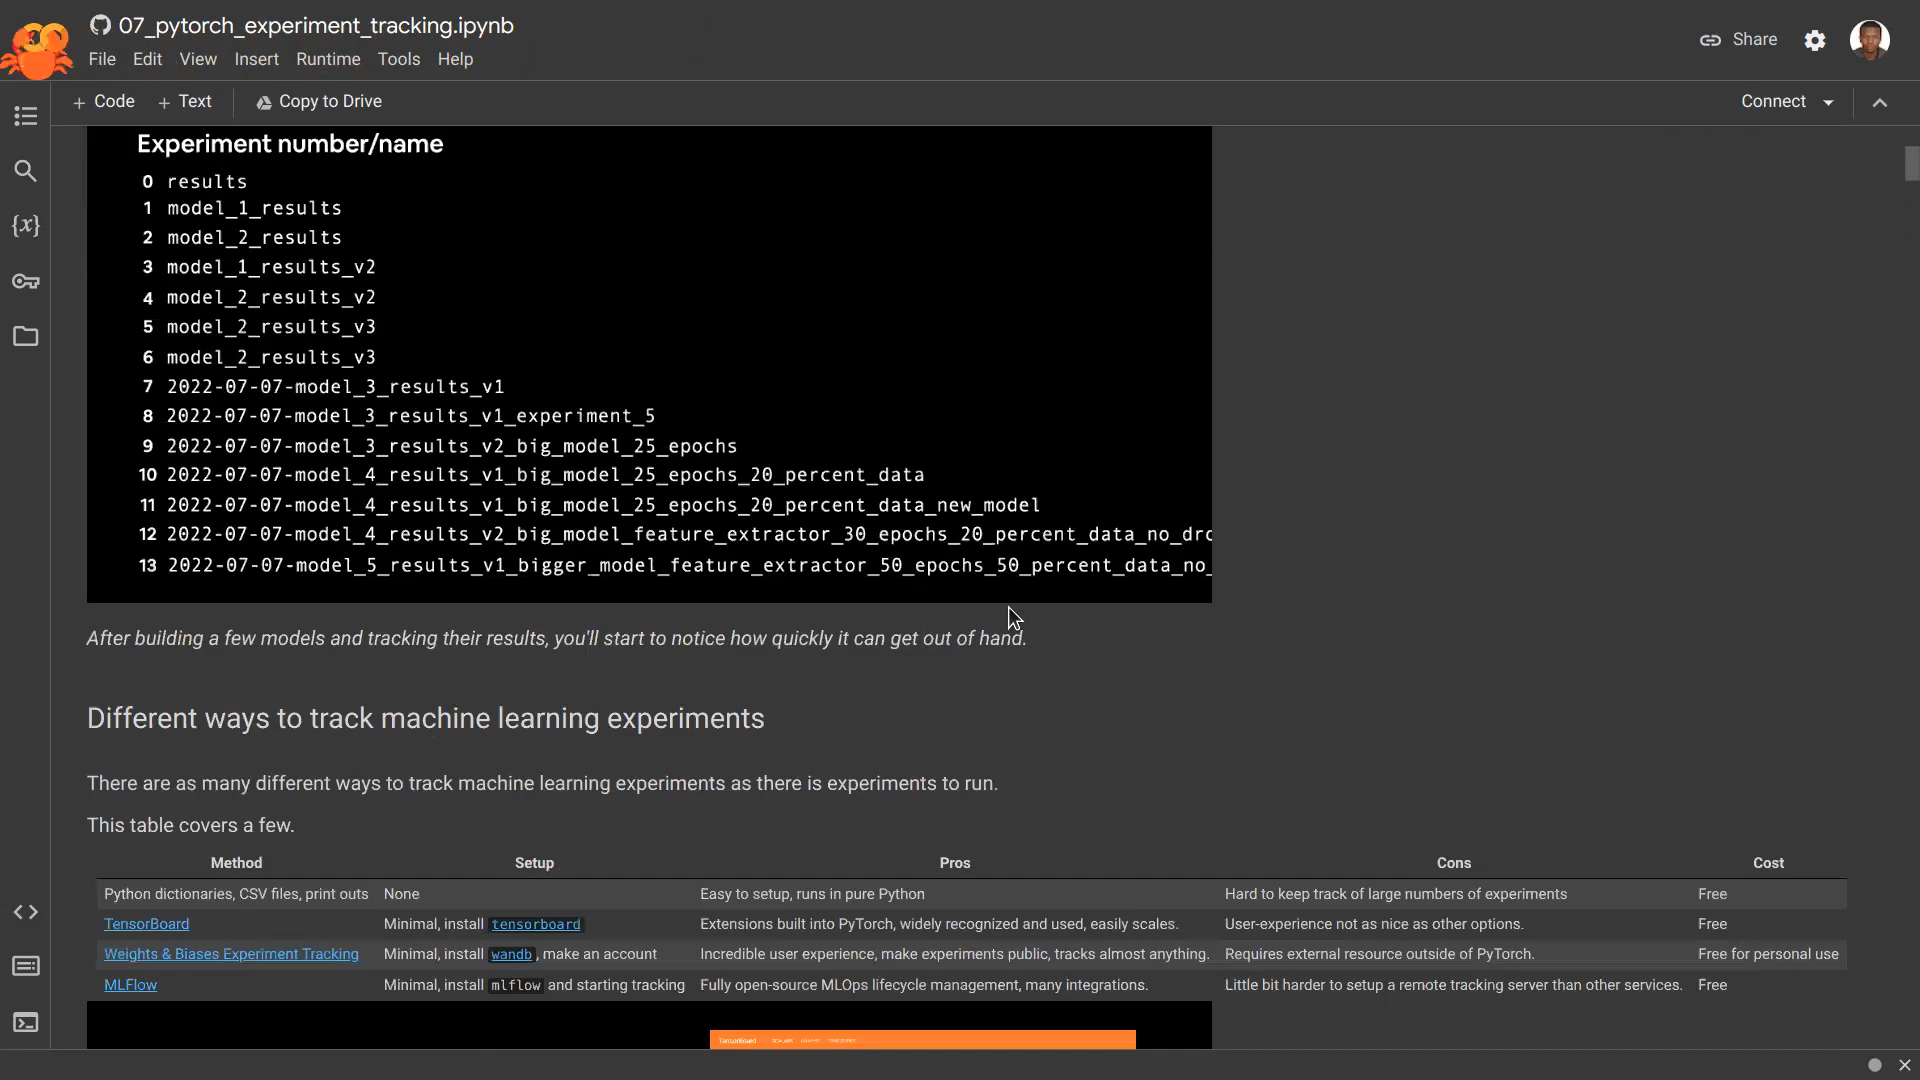 07_pytorch_experiment_tracking.ipynb
File Edit View Insert Runtime Tools Help
Share
+ Code + Text Copy to Drive
Connect
{x}
Experiment number/name
0 results
1 model_1_results
2 model_2_results
3 model_1_results_v2
4 model_2_results_v2
5 model_2_results_v3
6 model_2_results_v3
7 2022-07-07-model_3_results_v1
8 2022-07-07-model_3_results_v1_experiment_5
9 2022-07-07-model_3_results_v2_big_model_25_epochs
10 2022-07-07-model_4_results_v1_big_model_25_epochs_20_percent_data
11 2022-07-07-model_4_results_v1_big_model_25_epochs_20_percent_data_new_model
12 2022-07-07-model_4_results_v2_big_model_feature_extractor_30_epochs_20_percent_data_no_drc
13 2022-07-07-model_5_results_v1_bigger_model_feature_extractor_50_epochs_50_percent_data_no_
After building a few models and tracking their results, you'll start to notice how quickly it can get out of hand.
Different ways to track machine learning experiments
There are as many different ways to track machine learning experiments as there is experiments to run.
This table covers a few.
Method Setup Pros Cons Cost
Python dictionaries, CSV files, print outs None Easy to setup, runs in pure Python Hard to keep track of large numbers of experiments Free
TensorBoard Minimal, install tensorboard Extensions built into PyTorch, widely recognized and used, easily scales. User-experience not as nice as other options. Free
Weights & Biases Experiment Tracking Minimal, install wandb , make an account Incredible user experience, make experiments public, tracks almost anything. Requires external resource outside of PyTorch. Free for personal use
MLFlow Minimal, install mlflow and starting tracking Fully open-source MLOps lifecycle management, many integrations. Little bit harder to setup a remote tracking server than other services. Free
TensorBoard